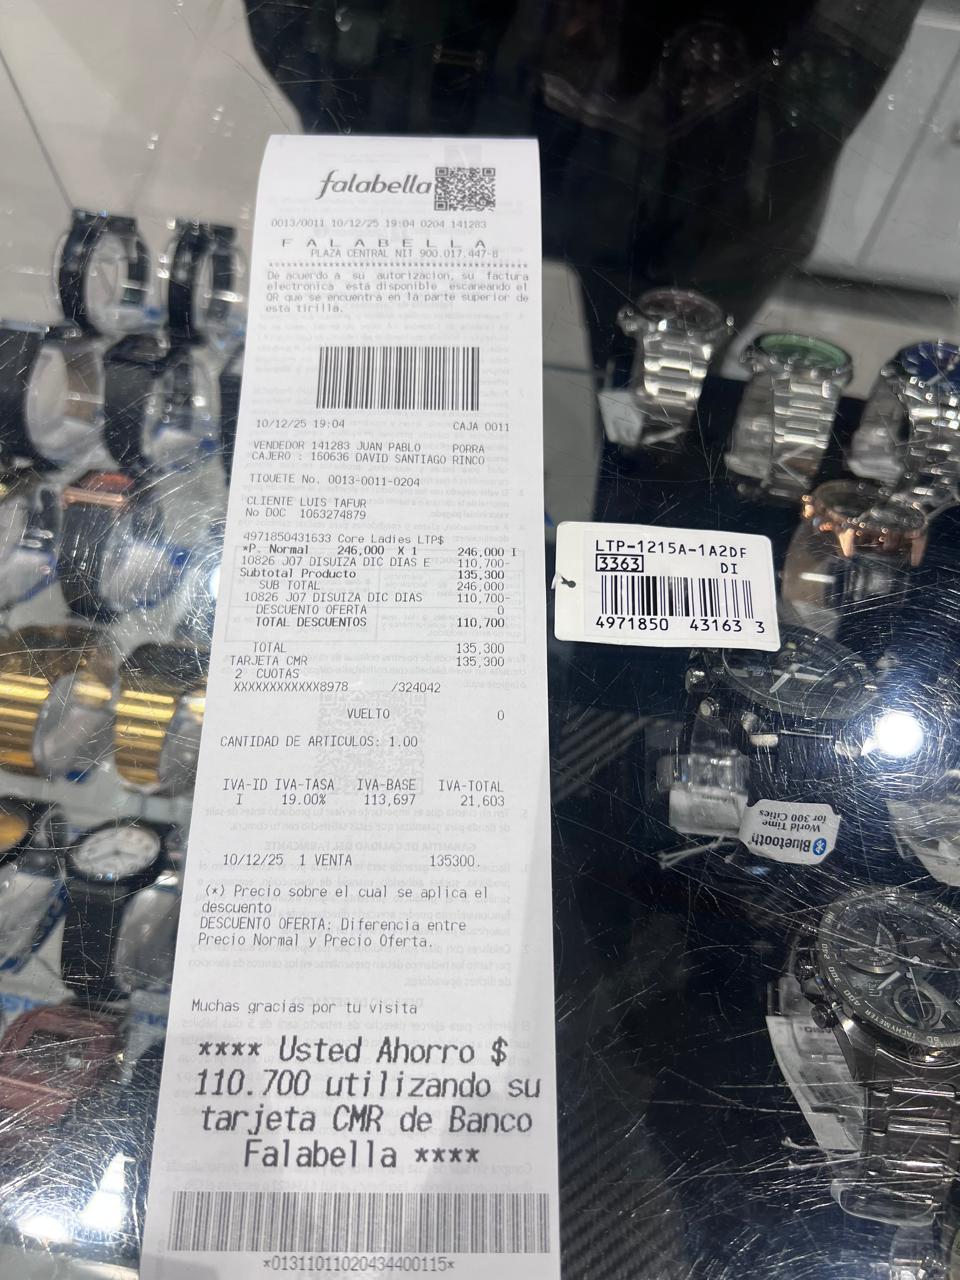 falabella
0013/0011 10/12/25 19:04 0204 141283
F A L A B E L L A
PLAZA CENTRAL NIT 900.017.447-8
De acuerdo a su autorizacion, su factura
electronica está disponible escaneando el
QR que se encuentra en la parte superior de
esta tirilla.
10/12/25 19:04 CAJA 0011
VENDEDOR 141283 JUAN PABLO PORRA
CAJERO : 160636 DAVID SANTIAGO RINCO
TIQUETE No. 0013-0011-0204
CLIENTE LUIS TAFUR
No DOC 1063274879
4971850431633 Core Ladies LTP$
*P. Normal 246,000 X 1 246,000 I
10826 J07 DISUIZA DIC DIAS E 110,700-
Subtotal Producto 135,300
SUB TOTAL 246,000
10826 J07 DISUIZA DIC DIAS 110,700-
DESCUENTO OFERTA 0
TOTAL DESCUENTOS 110,700
TOTAL 135,300
TARJETA CMR 135,300
2 CUOTAS
XXXXXXXXXXXX8978 /324042
VUELTO 0
CANTIDAD DE ARTICULOS: 1.00
IVA-ID IVA-TASA IVA-BASE IVA-TOTAL
I 19.00% 113,697 21,603
10/12/25 1 VENTA 135300.
(*) Precio sobre el cual se aplica el
descuento
DESCUENTO OFERTA: Diferencia entre
Precio Normal y Precio Oferta.
Muchas gracias por tu visita
**** Usted Ahorro $
110.700 utilizando su
tarjeta CMR de Banco
Falabella ****
*01311011020434400115*
LTP-1215A-1A2DF
3363 DI
4971850 43163 3
Bluetooth
World Time
for 300 Cities
TACHYMETER